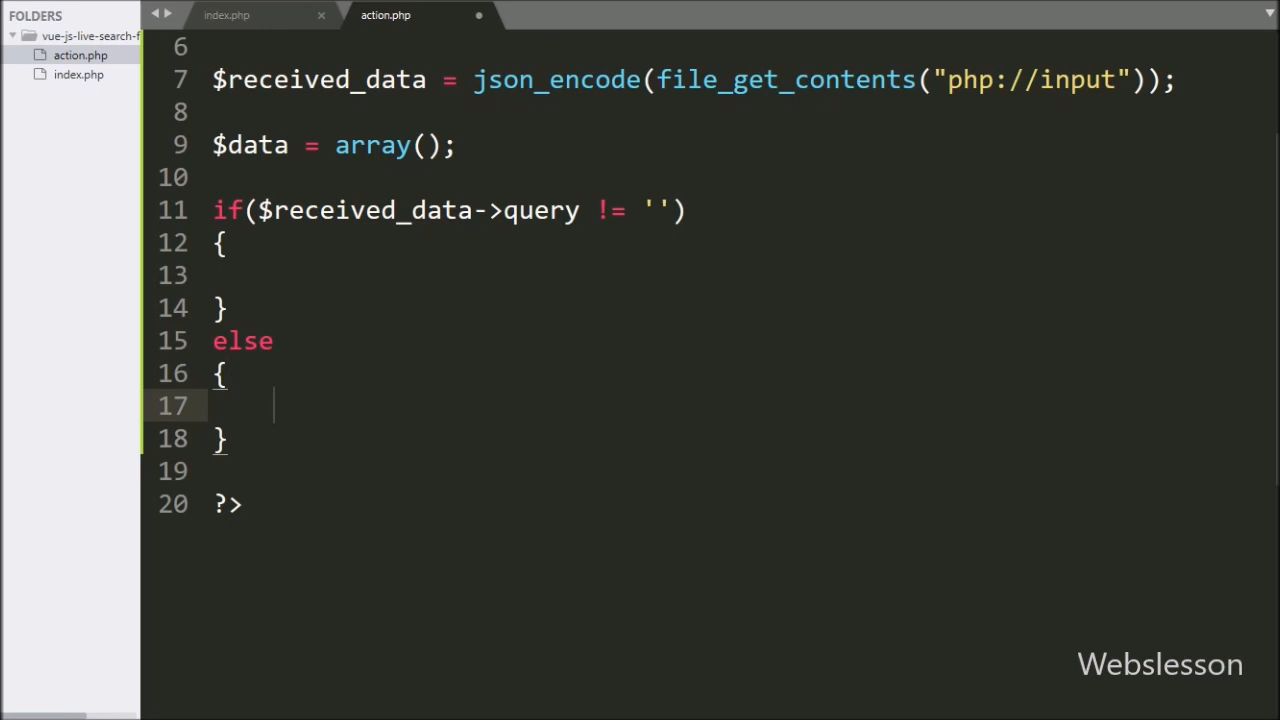 FOLDERS
vue-js-live-search-f
action.php
index.php
index.php ×
action.php
6
7 $received_data = json_encode(file_get_contents("php://input"));
8
9 $data = array();
10
11 if($received_data->query != '')
12 {
13
14 }
15 else
16 {
17
18 }
19
20 ?>
Webslesson